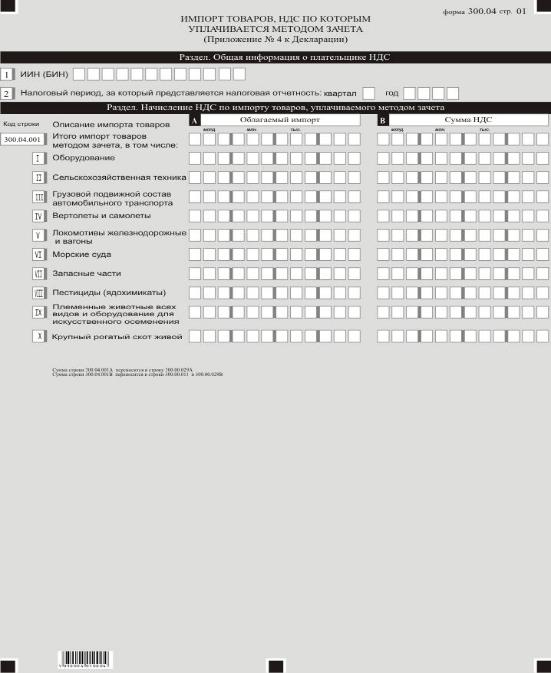 форма 300.04 стр. 01
ИМПОРТ ТОВАРОВ, НДС ПО КОТОРЫМ
УПЛАЧИВАЕТСЯ МЕТОДОМ ЗАЧЕТА
(Приложение № 4 к Декларации)
Раздел. Общая информация о плательщике НДС
1 ИИН (БИН)
2 Налоговый период, за который представляется налоговая отчетность: квартал год
Раздел. Начисление НДС по импорту товаров, уплачиваемого методом зачета
Код строки Описание импорта товаров A Облагаемый импорт B Сумма НДС
млрд. млн. тыс. млрд. млн. тыс.
300.04.001 Итого импорт товаров
методом зачета, в том числе:
I Оборудование
II Сельскохозяйственная техника
III Грузовой подвижной состав
автомобильного транспорта
IV Вертолеты и самолеты
V Локомотивы железнодорожные
и вагоны
VI Морские суда
VII Запасные части
VIII Пестициды (ядохимикаты)
IX Племенные животные всех
видов и оборудование для
искусственного осеменения
X Крупный рогатый скот живой
Сумма строки 300.04.001А переносится в строку 300.00.029А
Сумма строки 300.04.001В переносится в строки 300.00.011 и 300.00.029В